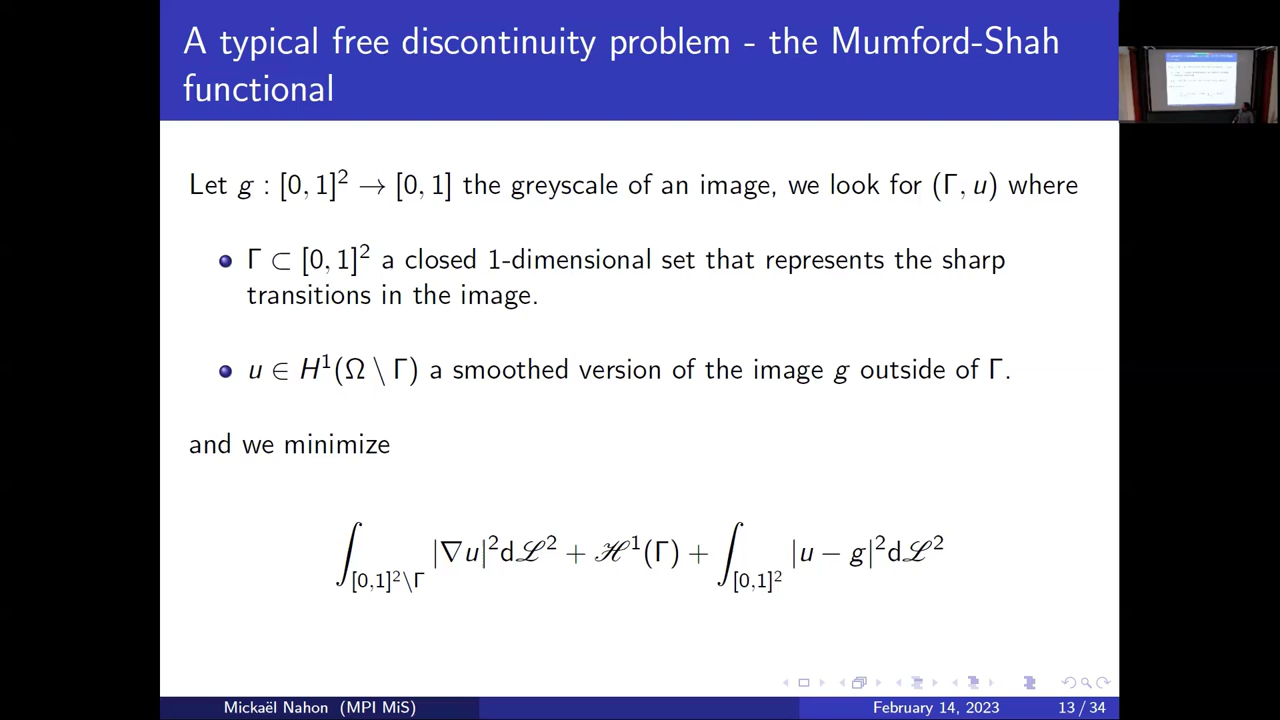 A typical free discontinuity problem - the Mumford-Shah
functional
Let g : [0, 1]² → [0, 1] the greyscale of an image, we look for (Γ, u) where
Γ ⊂ [0, 1]² a closed 1-dimensional set that represents the sharp
transitions in the image.
u ∈ H¹(Ω \ Γ) a smoothed version of the image g outside of Γ.
and we minimize
∫_{[0,1]²\Γ} |∇u|²dℒ² + ℋ¹(Γ) + ∫_{[0,1]²} |u − g|²dℒ²
Mickaël Nahon (MPI MiS) February 14, 2023 13 / 34